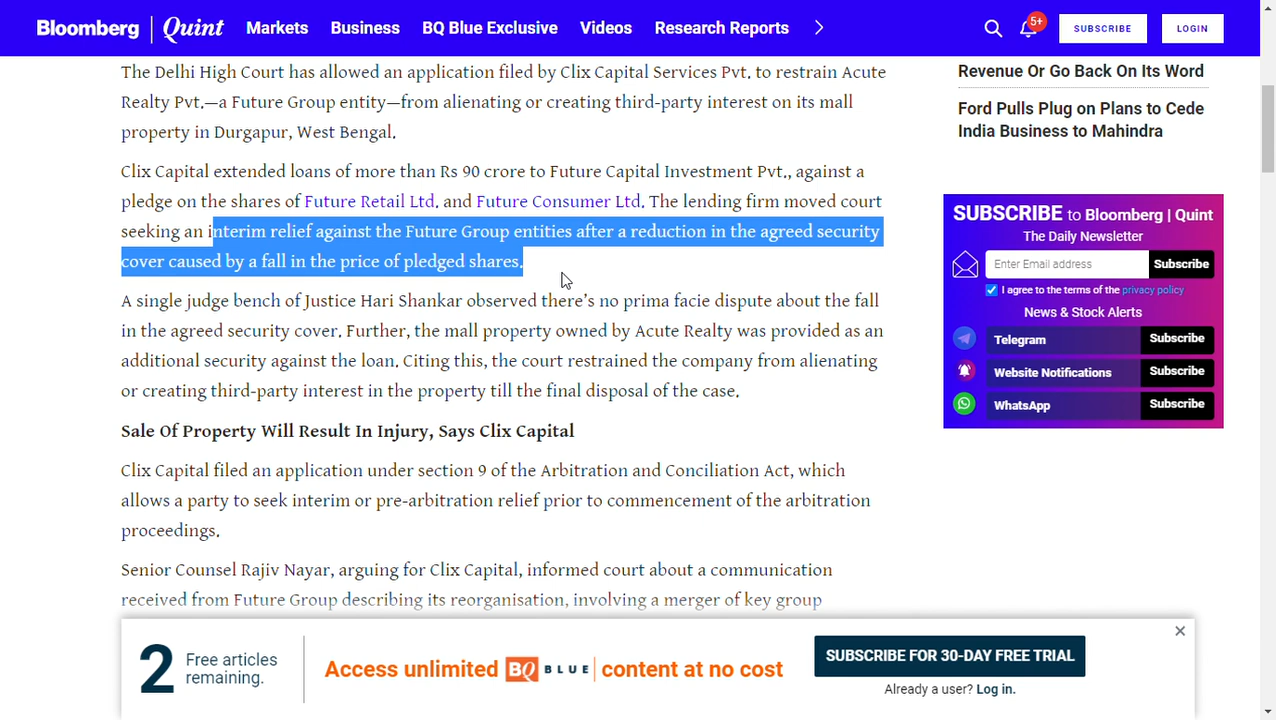 Bloomberg | Quint Markets Business BQ Blue Exclusive Videos Research Reports 5+ SUBSCRIBE LOGIN
The Delhi High Court has allowed an application filed by Clix Capital Services Pvt. to restrain Acute
Realty Pvt.—a Future Group entity—from alienating or creating third-party interest on its mall
property in Durgapur, West Bengal.
Clix Capital extended loans of more than Rs 90 crore to Future Capital Investment Pvt., against a
pledge on the shares of Future Retail Ltd. and Future Consumer Ltd. The lending firm moved court
seeking an interim relief against the Future Group entities after a reduction in the agreed security
cover caused by a fall in the price of pledged shares.
A single judge bench of Justice Hari Shankar observed there’s no prima facie dispute about the fall
in the agreed security cover. Further, the mall property owned by Acute Realty was provided as an
additional security against the loan. Citing this, the court restrained the company from alienating
or creating third-party interest in the property till the final disposal of the case.
Sale Of Property Will Result In Injury, Says Clix Capital
Clix Capital filed an application under section 9 of the Arbitration and Conciliation Act, which
allows a party to seek interim or pre-arbitration relief prior to commencement of the arbitration
proceedings.
Senior Counsel Rajiv Nayar, arguing for Clix Capital, informed court about a communication
received from Future Group describing its reorganisation, involving a merger of key group
Revenue Or Go Back On Its Word
Ford Pulls Plug on Plans to Cede
India Business to Mahindra
SUBSCRIBE to Bloomberg | Quint
The Daily Newsletter
Enter Email address Subscribe
I agree to the terms of the privacy policy
News & Stock Alerts
Telegram Subscribe
Website Notifications Subscribe
WhatsApp Subscribe
2 Free articles
remaining.
Access unlimited BQ BLUE content at no cost
SUBSCRIBE FOR 30-DAY FREE TRIAL
Already a user? Log in.